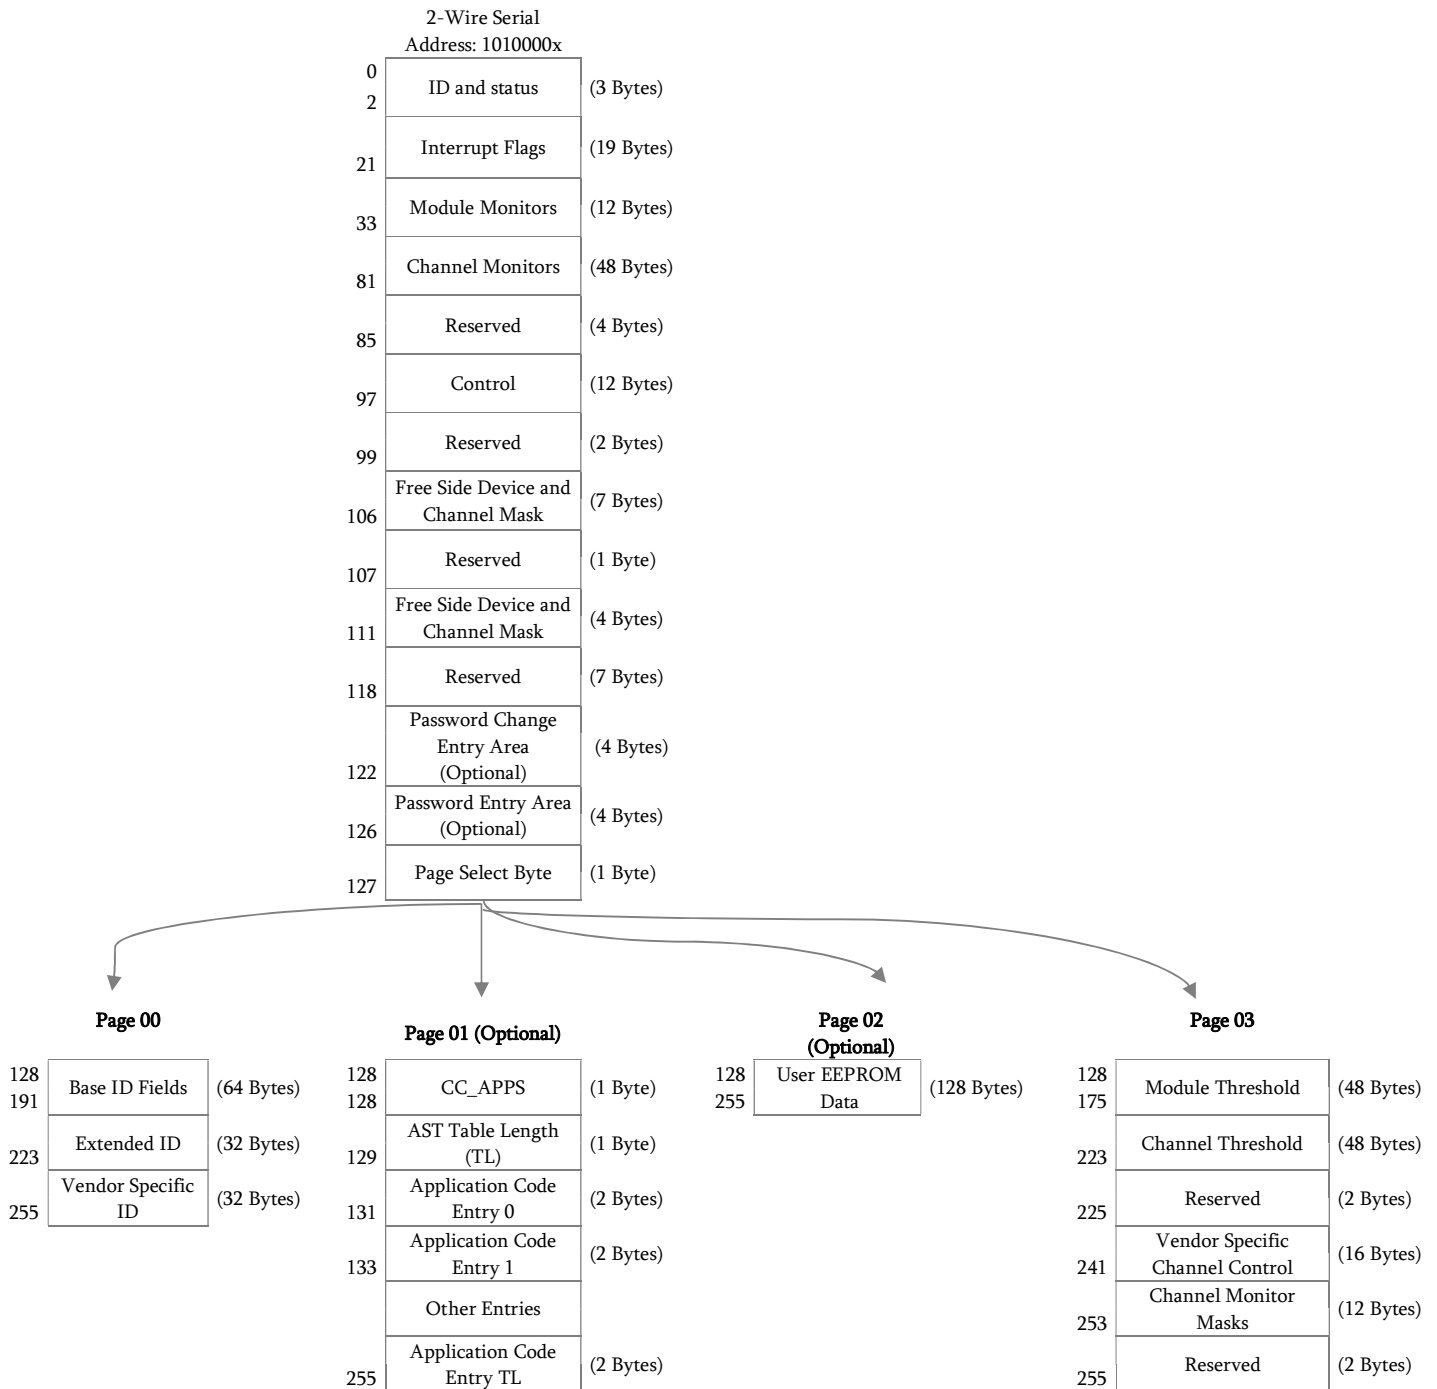 2-Wire Serial
Address: 1010000x
0
ID and status
(3 Bytes)
2
Interrupt Flags
(19 Bytes)
21
Module Monitors
(12 Bytes)
33
Channel Monitors
(48 Bytes)
81
Reserved
(4 Bytes)
85
Control
(12 Bytes)
97
Reserved
(2 Bytes)
99
Free Side Device and
Channel Mask
(7 Bytes)
106
Reserved
(1 Byte)
107
Free Side Device and
Channel Mask
(4 Bytes)
111
Reserved
(7 Bytes)
118
Password Change
Entry Area
(Optional)
(4 Bytes)
122
Password Entry Area
(Optional)
(4 Bytes)
126
Page Select Byte
(1 Byte)
127
Page 00
128
191
Base ID Fields
(64 Bytes)
Extended ID
(32 Bytes)
223
Vendor Specific
ID
(32 Bytes)
255
Page 01 (Optional)
128
128
CC_APPS
(1 Byte)
AST Table Length
(TL)
(1 Byte)
129
Application Code
Entry 0
(2 Bytes)
131
Application Code
Entry 1
(2 Bytes)
133
Other Entries
Application Code
Entry TL
(2 Bytes)
255
Page 02
(Optional)
128
255
User EEPROM
Data
(128 Bytes)
Page 03
128
175
Module Threshold
(48 Bytes)
Channel Threshold
(48 Bytes)
223
Reserved
(2 Bytes)
225
Vendor Specific
Channel Control
(16 Bytes)
241
Channel Monitor
Masks
(12 Bytes)
253
Reserved
(2 Bytes)
255